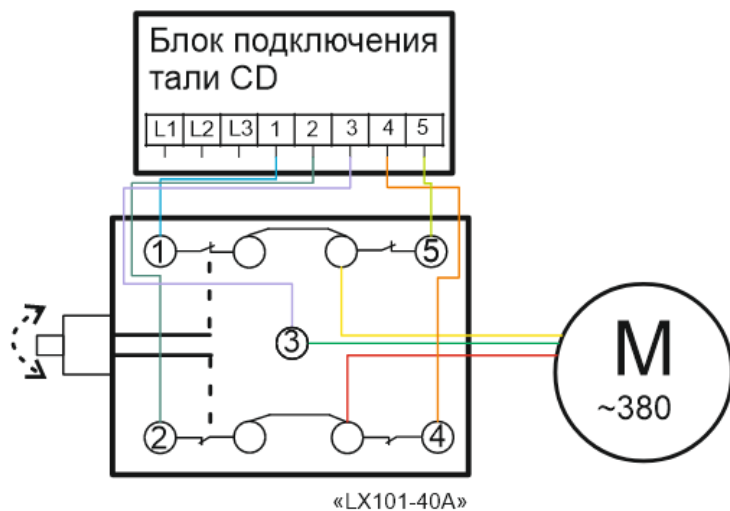 Блок подключения
тали CD
L1 L2 L3 1 2 3 4 5
1 5
3
2 4
M
~380
«LX101-40A»